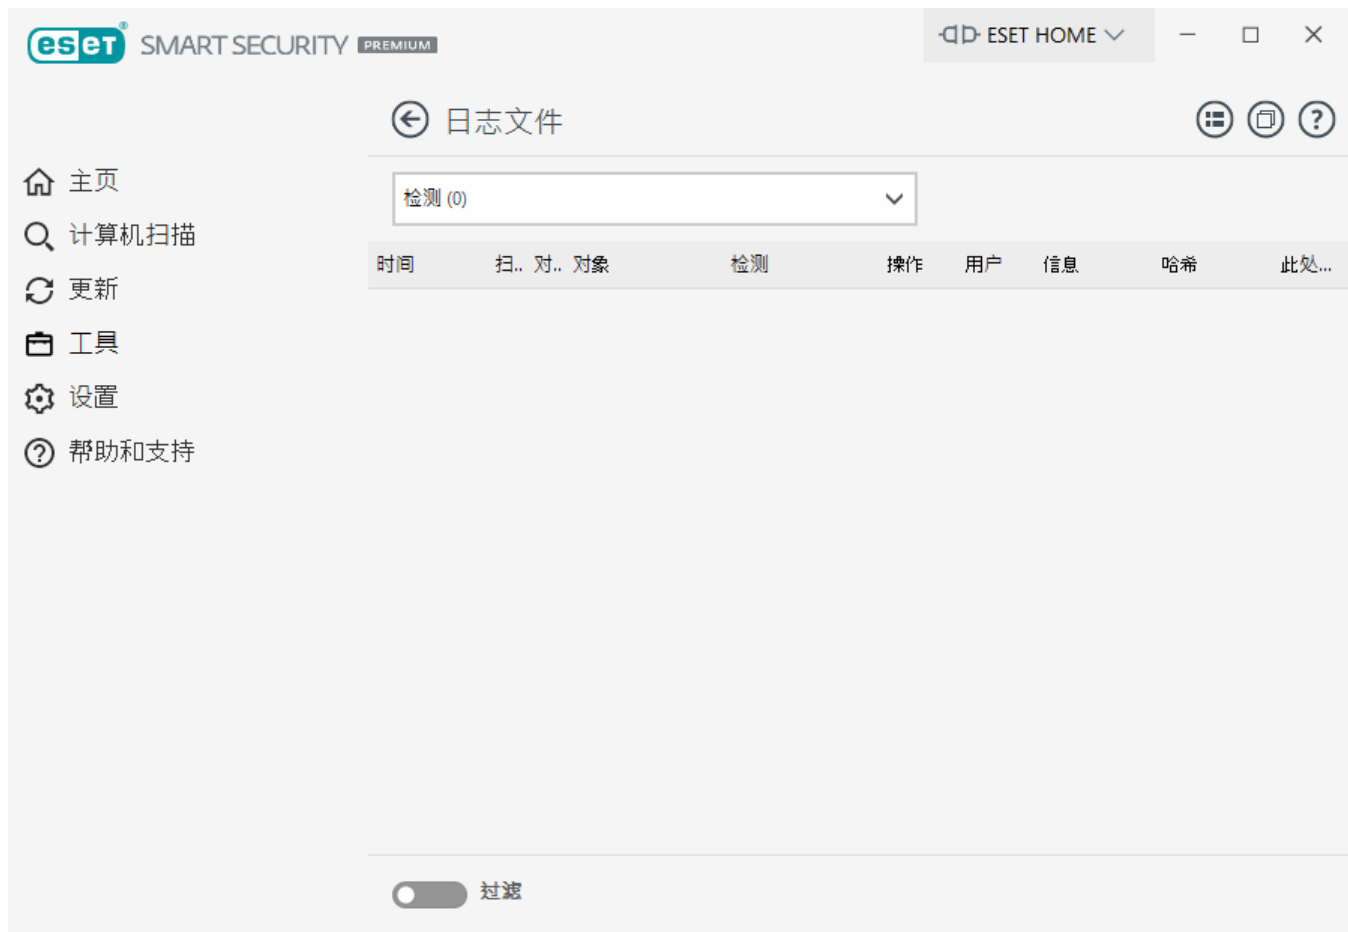 eset® SMART SECURITY PREMIUM
ESET HOME
日志文件
主页
计算机扫描
更新
工具
设置
帮助和支持
检测 (0)
时间 扫.. 对.. 对象 检测 操作 用户 信息 哈希 此处...
过滤